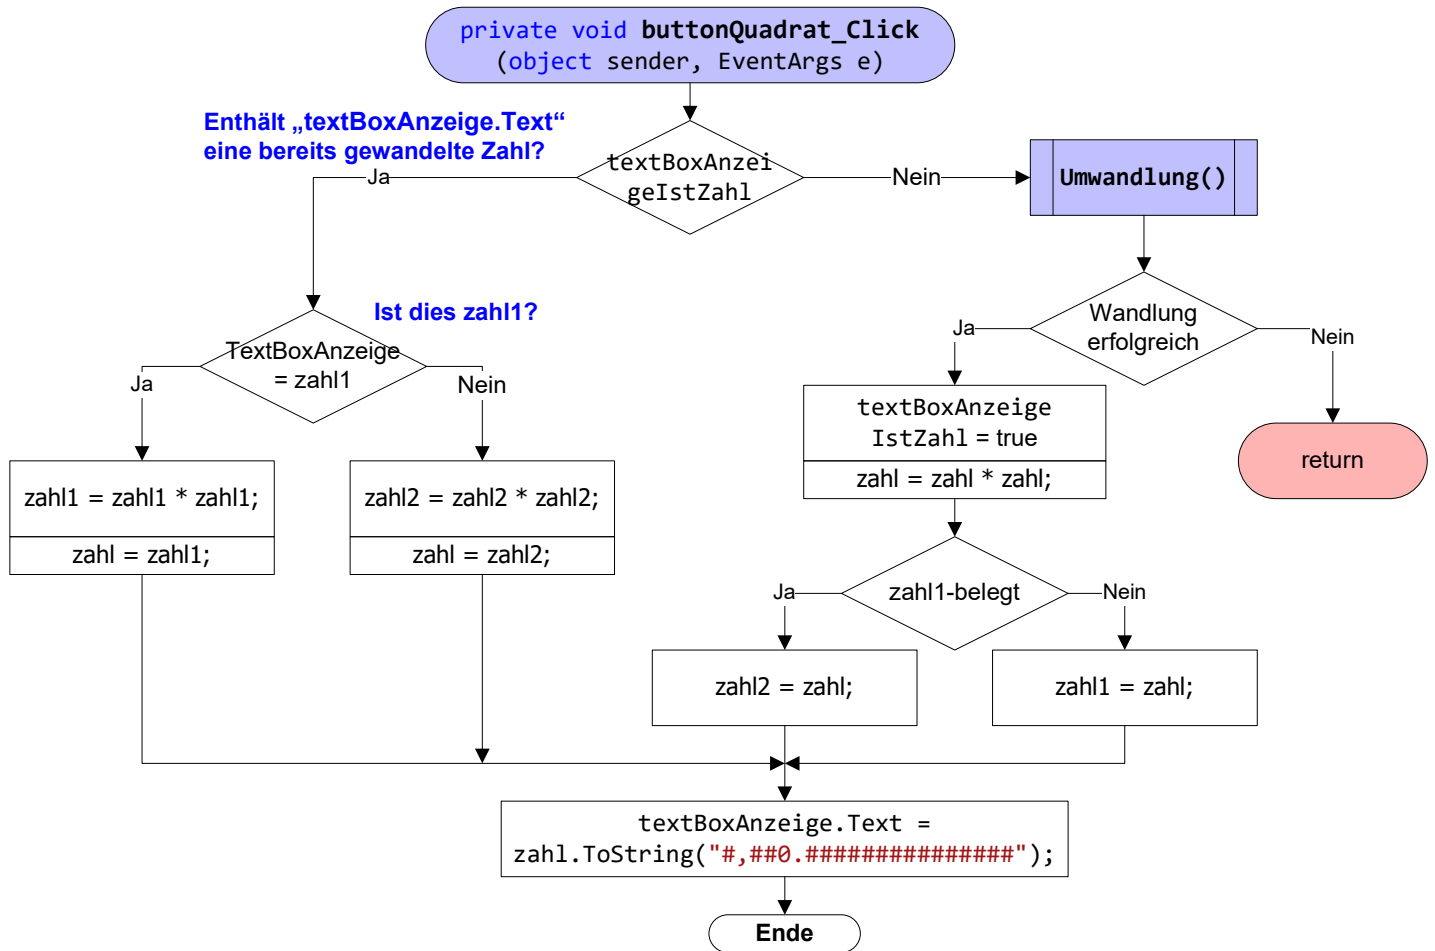 private void buttonQuadrat_Click
(object sender, EventArgs e)
Enthält „textBoxAnzeige.Text“
eine bereits gewandelte Zahl?
textBoxAnzei
geIstZahl
Ja
Nein
Umwandlung()
Ist dies zahl1?
TextBoxAnzeige
= zahl1
Ja
Nein
Wandlung
erfolgreich
Ja
Nein
textBoxAnzeige
IstZahl = true
zahl = zahl * zahl;
return
zahl1 = zahl1 * zahl1;
zahl = zahl1;
zahl2 = zahl2 * zahl2;
zahl = zahl2;
zahl1-belegt
Ja
Nein
zahl2 = zahl;
zahl1 = zahl;
textBoxAnzeige.Text =
zahl.ToString("#,##0.###############");
Ende